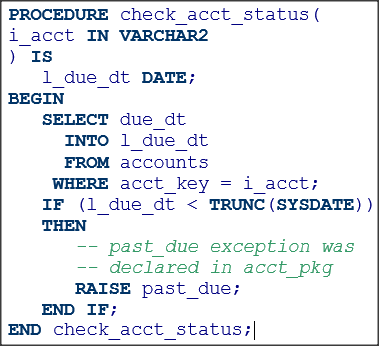 PROCEDURE check_acct_status(
i_acct IN VARCHAR2
) IS
l_due_dt DATE;
BEGIN
SELECT due_dt
INTO l_due_dt
FROM accounts
WHERE acct_key = i_acct;
IF (l_due_dt < TRUNC(SYSDATE))
THEN
-- past_due exception was
-- declared in acct_pkg
RAISE past_due;
END IF;
END check_acct_status;